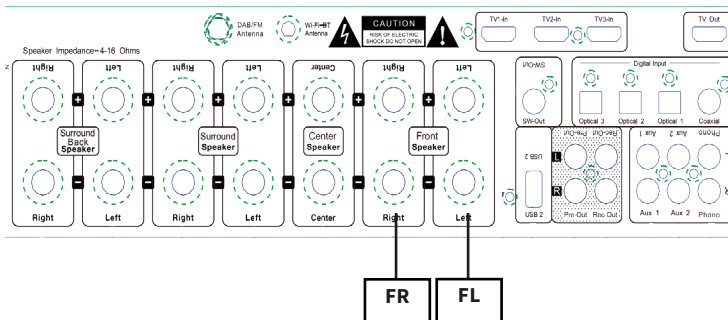 DAB/FM
Antenna
Wi-Fi-BT
Antenna
CAUTION
RISK OF ELECTRIC
SHOCK DO NOT OPEN
TV1-In
TV2-In
TV3-In
TV Out
Speaker Impedance~4-16 Ohms
Right
Left
Right
Left
Center
Right
Left
SW-Out
Digital Input
SW-Out
Optical 3
Optical 2
Optical 1
Coaxial
Surround
Back
Speaker
Surround
Speaker
Center
Speaker
Front
Speaker
Pre-Out
Rec-Out
Aux 1
Aux 2
Phono
USB 2
L
R
USB 2
Pre-Out
Rec-Out
Aux 1
Aux 2
Phono
Right
Left
Right
Left
Center
Right
Left
FR
FL